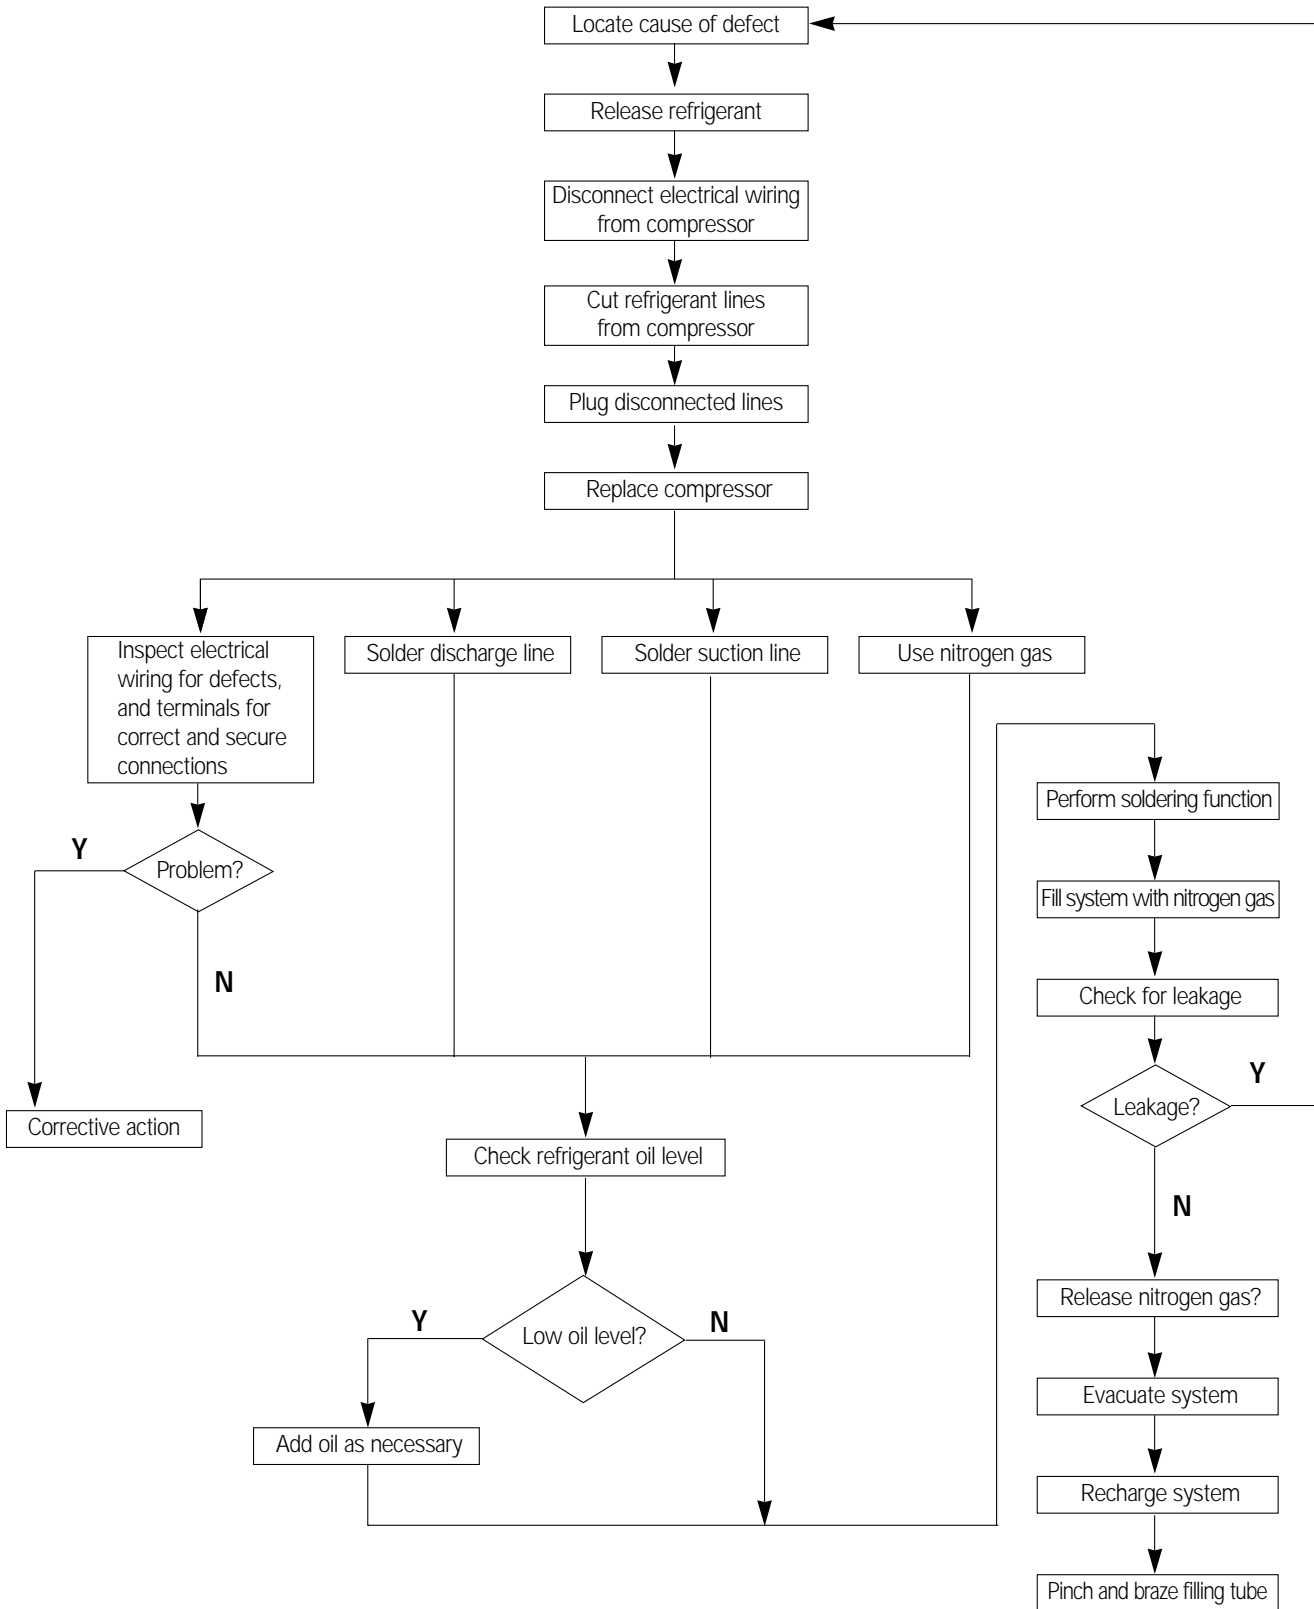 Locate cause of defect
Release refrigerant
Disconnect electrical wiring
from compressor
Cut refrigerant lines
from compressor
Plug disconnected lines
Replace compressor
Inspect electrical
wiring for defects,
and terminals for
correct and secure
connections
Solder discharge line
Solder suction line
Use nitrogen gas
Problem?
Y
N
Corrective action
Check refrigerant oil level
Low oil level?
Y
N
Add oil as necessary
Perform soldering function
Fill system with nitrogen gas
Check for leakage
Leakage?
Y
N
Release nitrogen gas?
Evacuate system
Recharge system
Pinch and braze filling tube